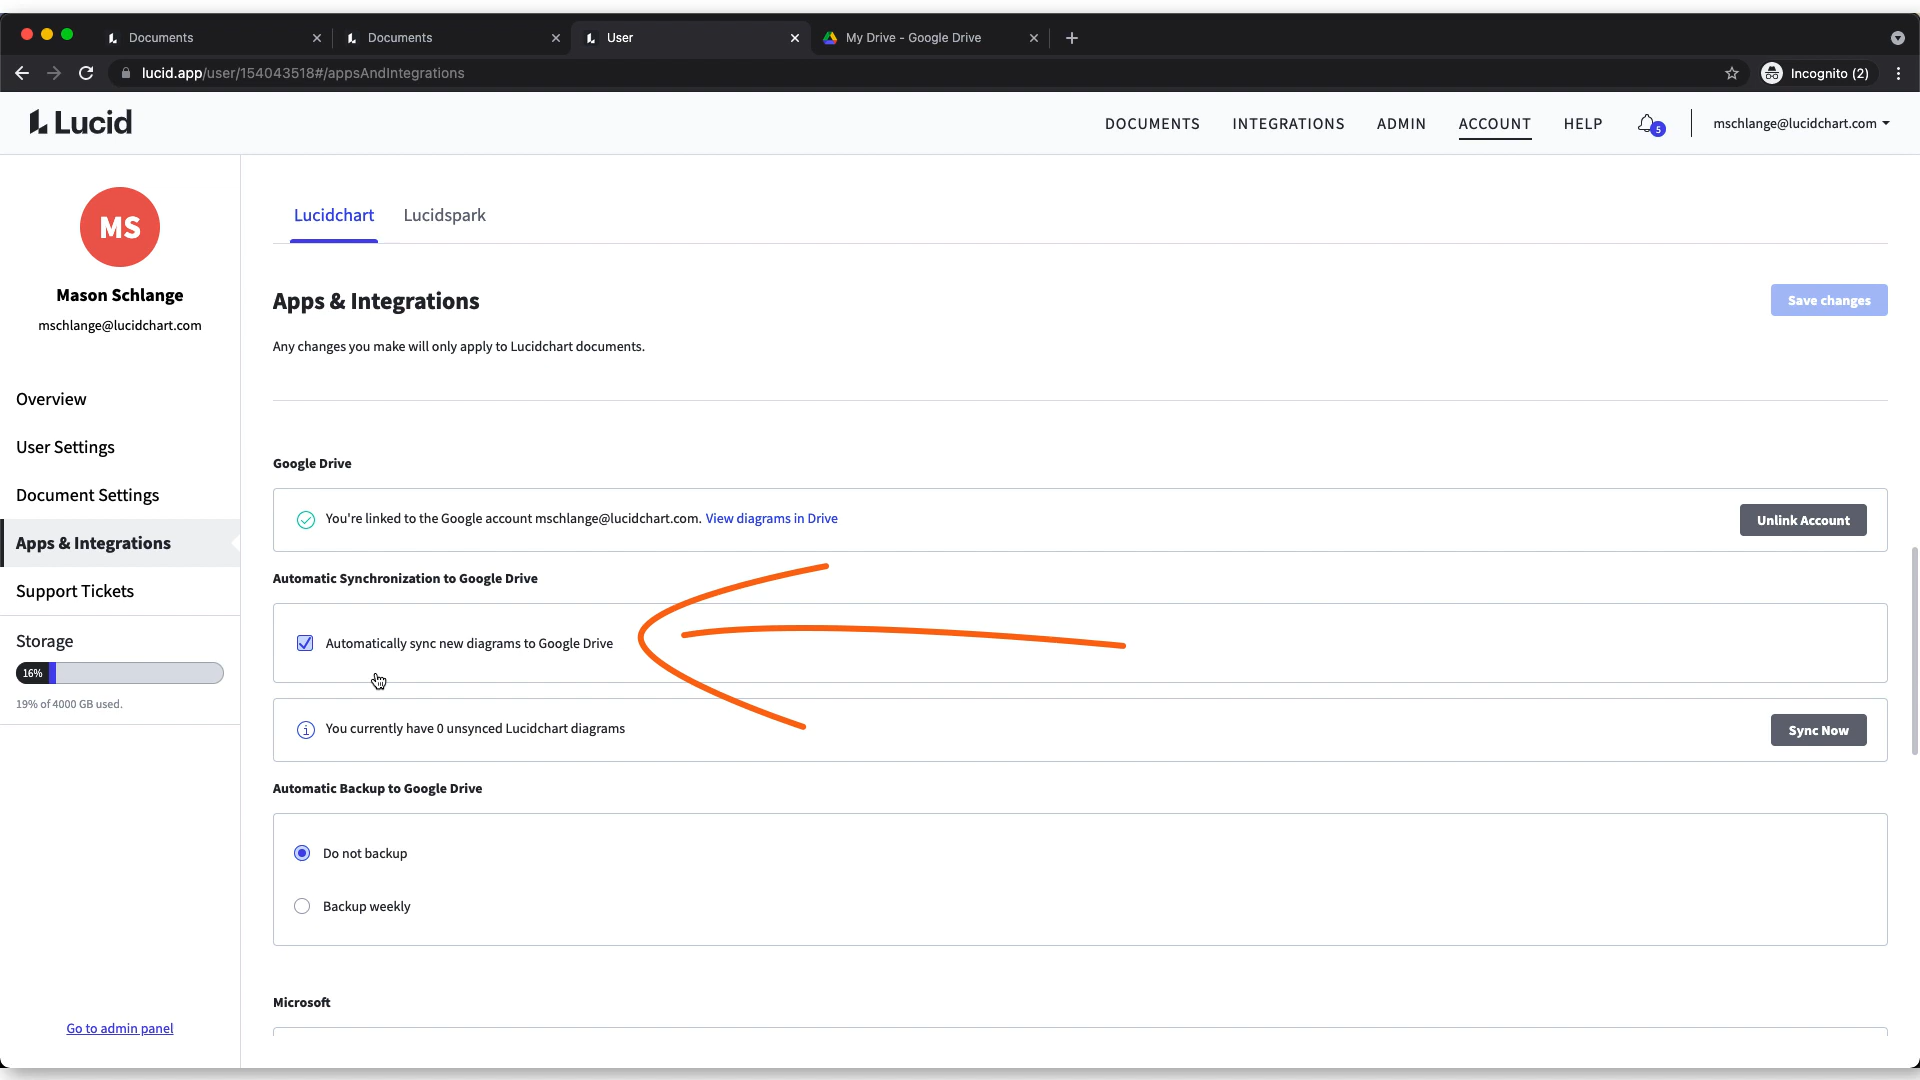 Documents
Documents
User
My Drive - Google Drive
lucid.app/user/154043518#/appsAndIntegrations
Incognito (2)
Lucid
DOCUMENTS
INTEGRATIONS
ADMIN
ACCOUNT
HELP
5
mschlange@lucidchart.com
MS
Mason Schlange
mschlange@lucidchart.com
Overview
User Settings
Document Settings
Apps & Integrations
Support Tickets
Storage
16%
19% of 4000 GB used.
Go to admin panel
Lucidchart
Lucidspark
Apps & Integrations
Save changes
Any changes you make will only apply to Lucidchart documents.
Google Drive
You're linked to the Google account mschlange@lucidchart.com. View diagrams in Drive
Unlink Account
Automatic Synchronization to Google Drive
Automatically sync new diagrams to Google Drive
You currently have 0 unsynced Lucidchart diagrams
Sync Now
Automatic Backup to Google Drive
Do not backup
Backup weekly
Microsoft